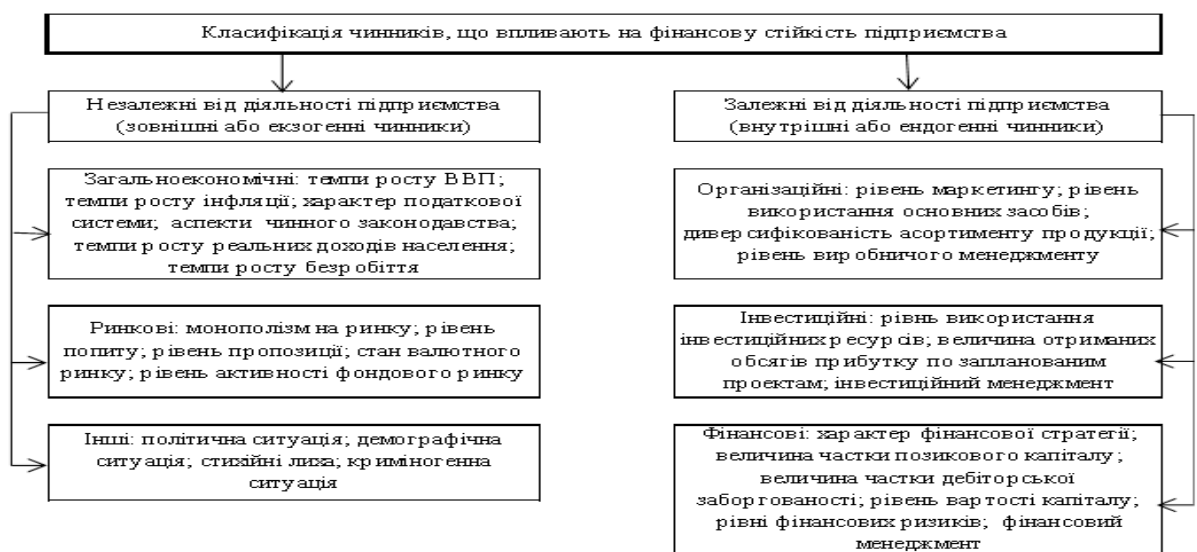 Класифікація чинників, що впливають на фінансову стійкість підприємства
Незалежні від діяльності підприємства
(зовнішні або екзогенні чинники)
Загальноекономічні: темпи росту ВВП;
темпи росту інфляції; характер податкової
системи; аспекти чинного законодавства;
темпи росту реальних доходів населення;
темпи росту безробіття
Ринкові: монополізм на ринку; рівень
попиту; рівень пропозиції; стан валютного
ринку; рівень активності фондового ринку
Інші: політична ситуація; демографічна
ситуація; стихійні лиха; криміногенна
ситуація
Залежні від діяльності підприємства
(внутрішні або ендогенні чинники)
Організаційні: рівень маркетингу; рівень
використання основних засобів;
диверсифікованість асортименту продукції;
рівень виробничого менеджменту
Інвестиційні: рівнь використання
інвестиційних ресурсів; величина отриманих
обсягів прибутку по запланованим
проектам; інвестиційний менеджмент
Фінансові: характер фінансової стратегії;
величина частки позикового капіталу;
величина частки дебіторської
заборгованості; рівень вартості капіталу;
рівні фінансових ризиків; фінансовий
менеджмент